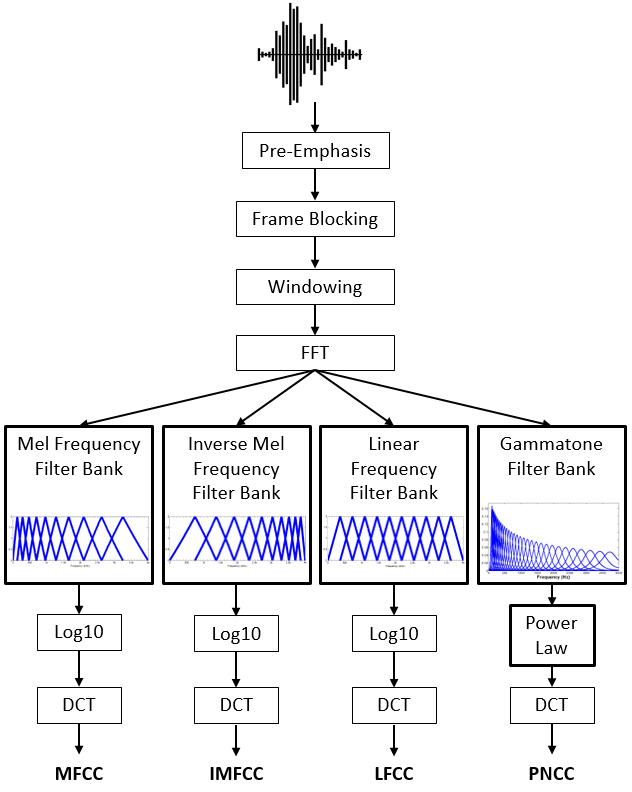 Pre-Emphasis
Frame Blocking
Windowing
FFT
Mel Frequency
Filter Bank
Inverse Mel
Frequency
Filter Bank
Linear
Frequency
Filter Bank
Gammatone
Filter Bank
Frequency (Hz)
Log10
Log10
Log10
Power
Law
DCT
DCT
DCT
DCT
MFCC
IMFCC
LFCC
PNCC